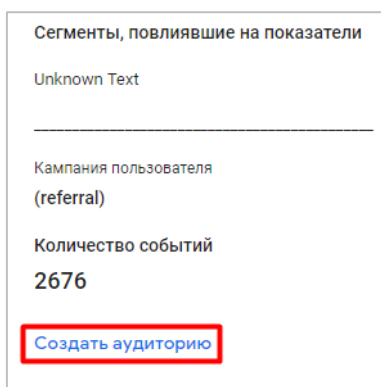 Сегменты, повлиявшие на показатели
Unknown Text
Кампания пользователя
(referral)
Количество событий
2676
Создать аудиторию